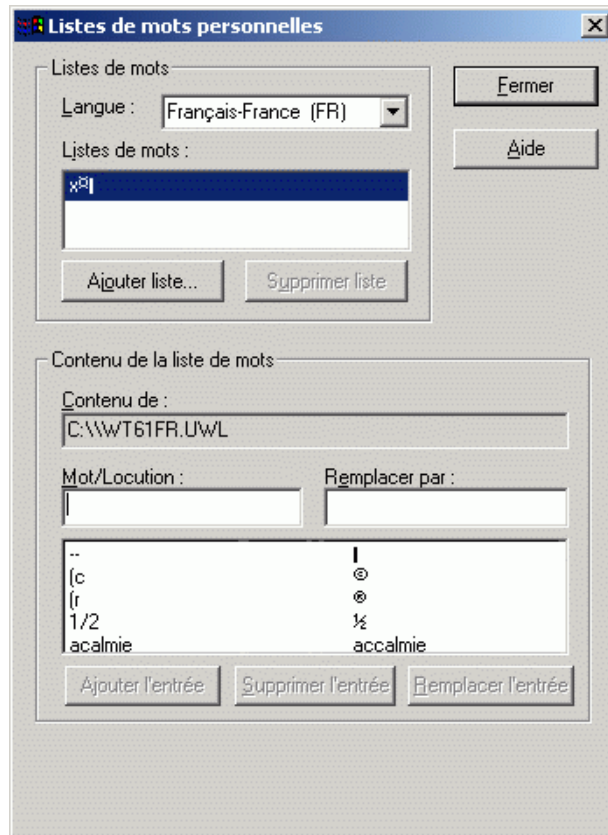 Listes de mots personnelles
Listes de mots
Langue :
Français-France (FR)
Fermer
Aide
Listes de mots :
x¤
Ajouter liste...
Supprimer liste
Contenu de la liste de mots
Contenu de :
C:\\WT61FR.UWL
Mot/Locution :
Remplacer par :
--
(c ©
(r ®
1/2 ½
acalmie accalmie
Ajouter l'entrée
Supprimer l'entrée
Remplacer l'entrée